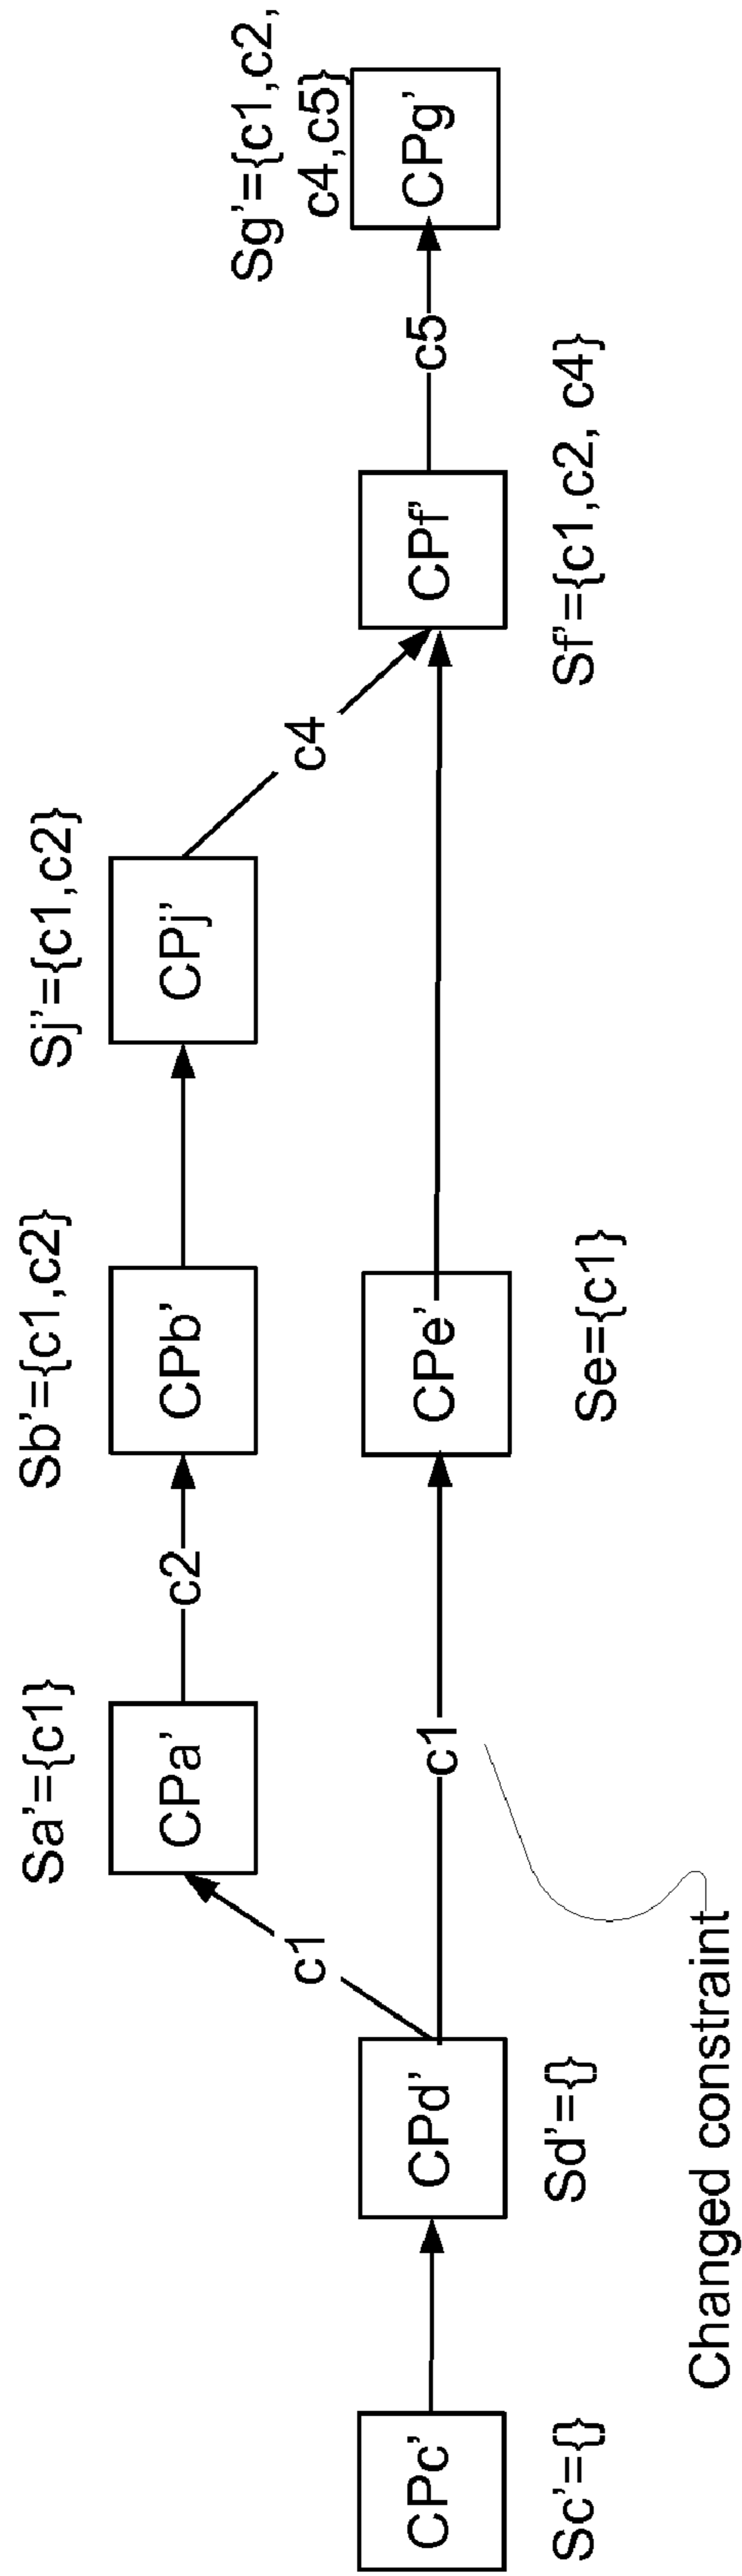 Sg'={c1,c2,
c4,c5}
Sj'={c1,c2}
Sb'={c1,c2}
Sa'={c1}
CPa'
c2
CPb'
CPj'
c1
c4
CPc'
CPd'
c1
CPe'
CPf'
c5
CPg'
Sc'={}
Sd'={}
Se={c1}
Sf'={c1,c2, c4}
Changed constraint